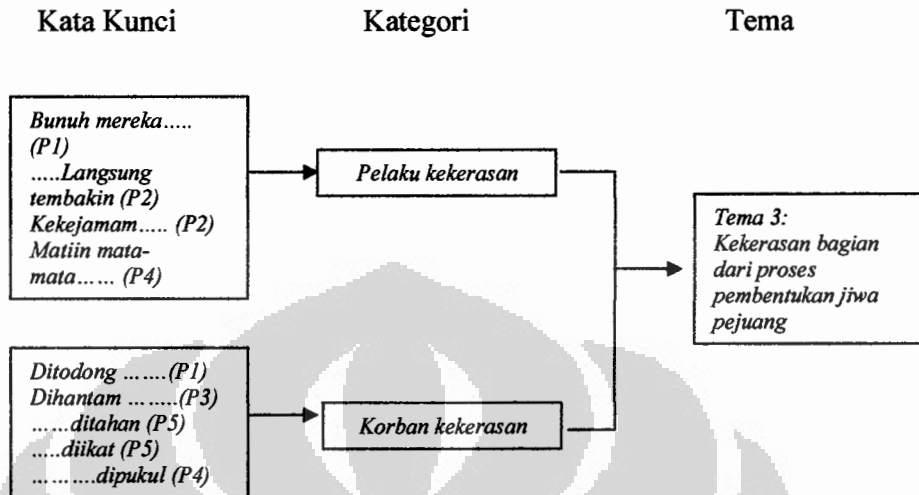 Kata Kunci
Kategori
Tema
Bunuh mereka.....
(P1)
.....Langsung
tembakin (P2)
Kekejamam..... (P2)
Matiin mata-
mata...... (P4)
Pelaku kekerasan
Tema 3:
Kekerasan bagian
dari proses
pembentukan jiwa
pejuang
Ditodong .......(P1)
Dihantam ........(P3)
......ditahan (P5)
.....diikat (P5)
..........dipukul (P4)
Korban kekerasan